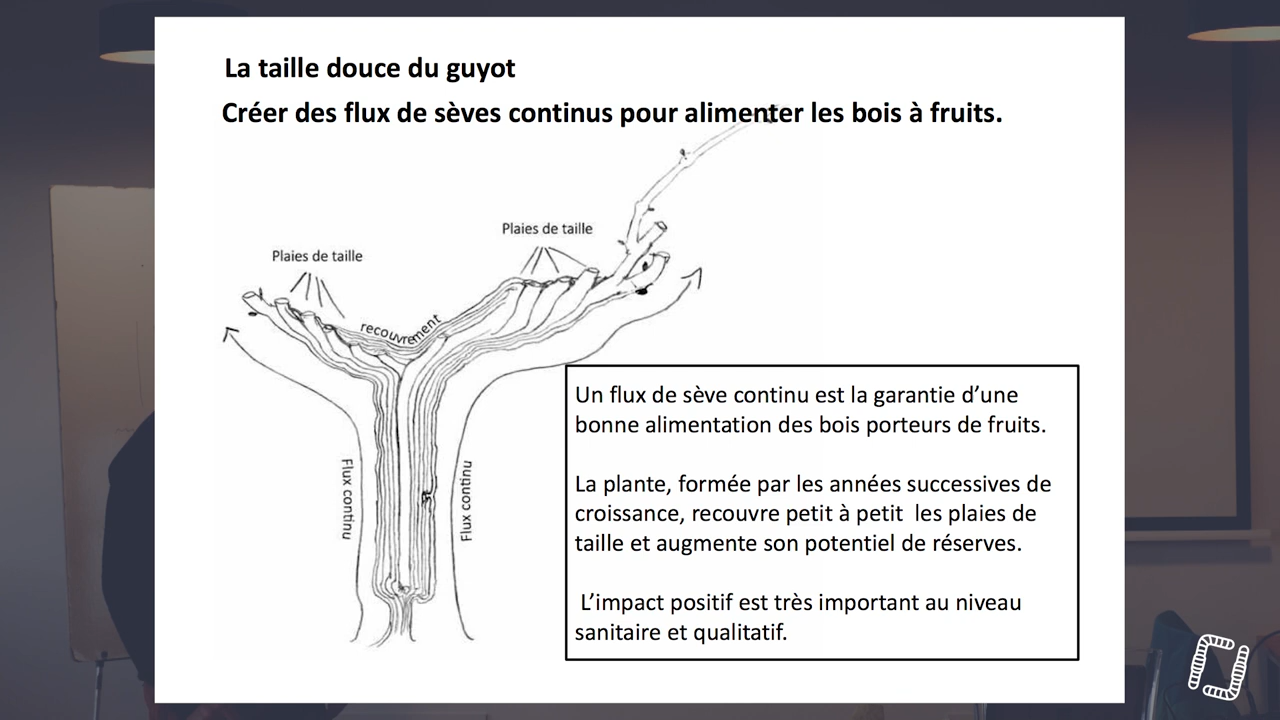 La taille douce du guyot
Créer des flux de sèves continus pour alimenter les bois à fruits.
Plaies de taille
Plaies de taille
recouvrement
Flux continu
Flux continu
Un flux de sève continu est la garantie d’une
bonne alimentation des bois porteurs de fruits.
La plante, formée par les années successives de
croissance, recouvre petit à petit les plaies de
taille et augmente son potentiel de réserves.
L’impact positif est très important au niveau
sanitaire et qualitatif.